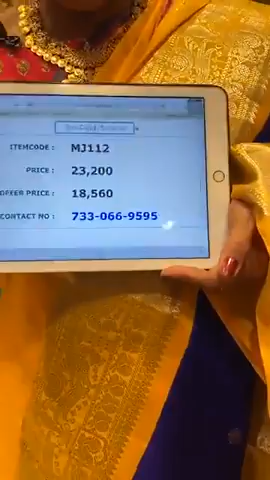 ITEMCODE : MJ112
PRICE : 23,200
OFFER PRICE : 18,560
CONTACT NO : 733-066-9595